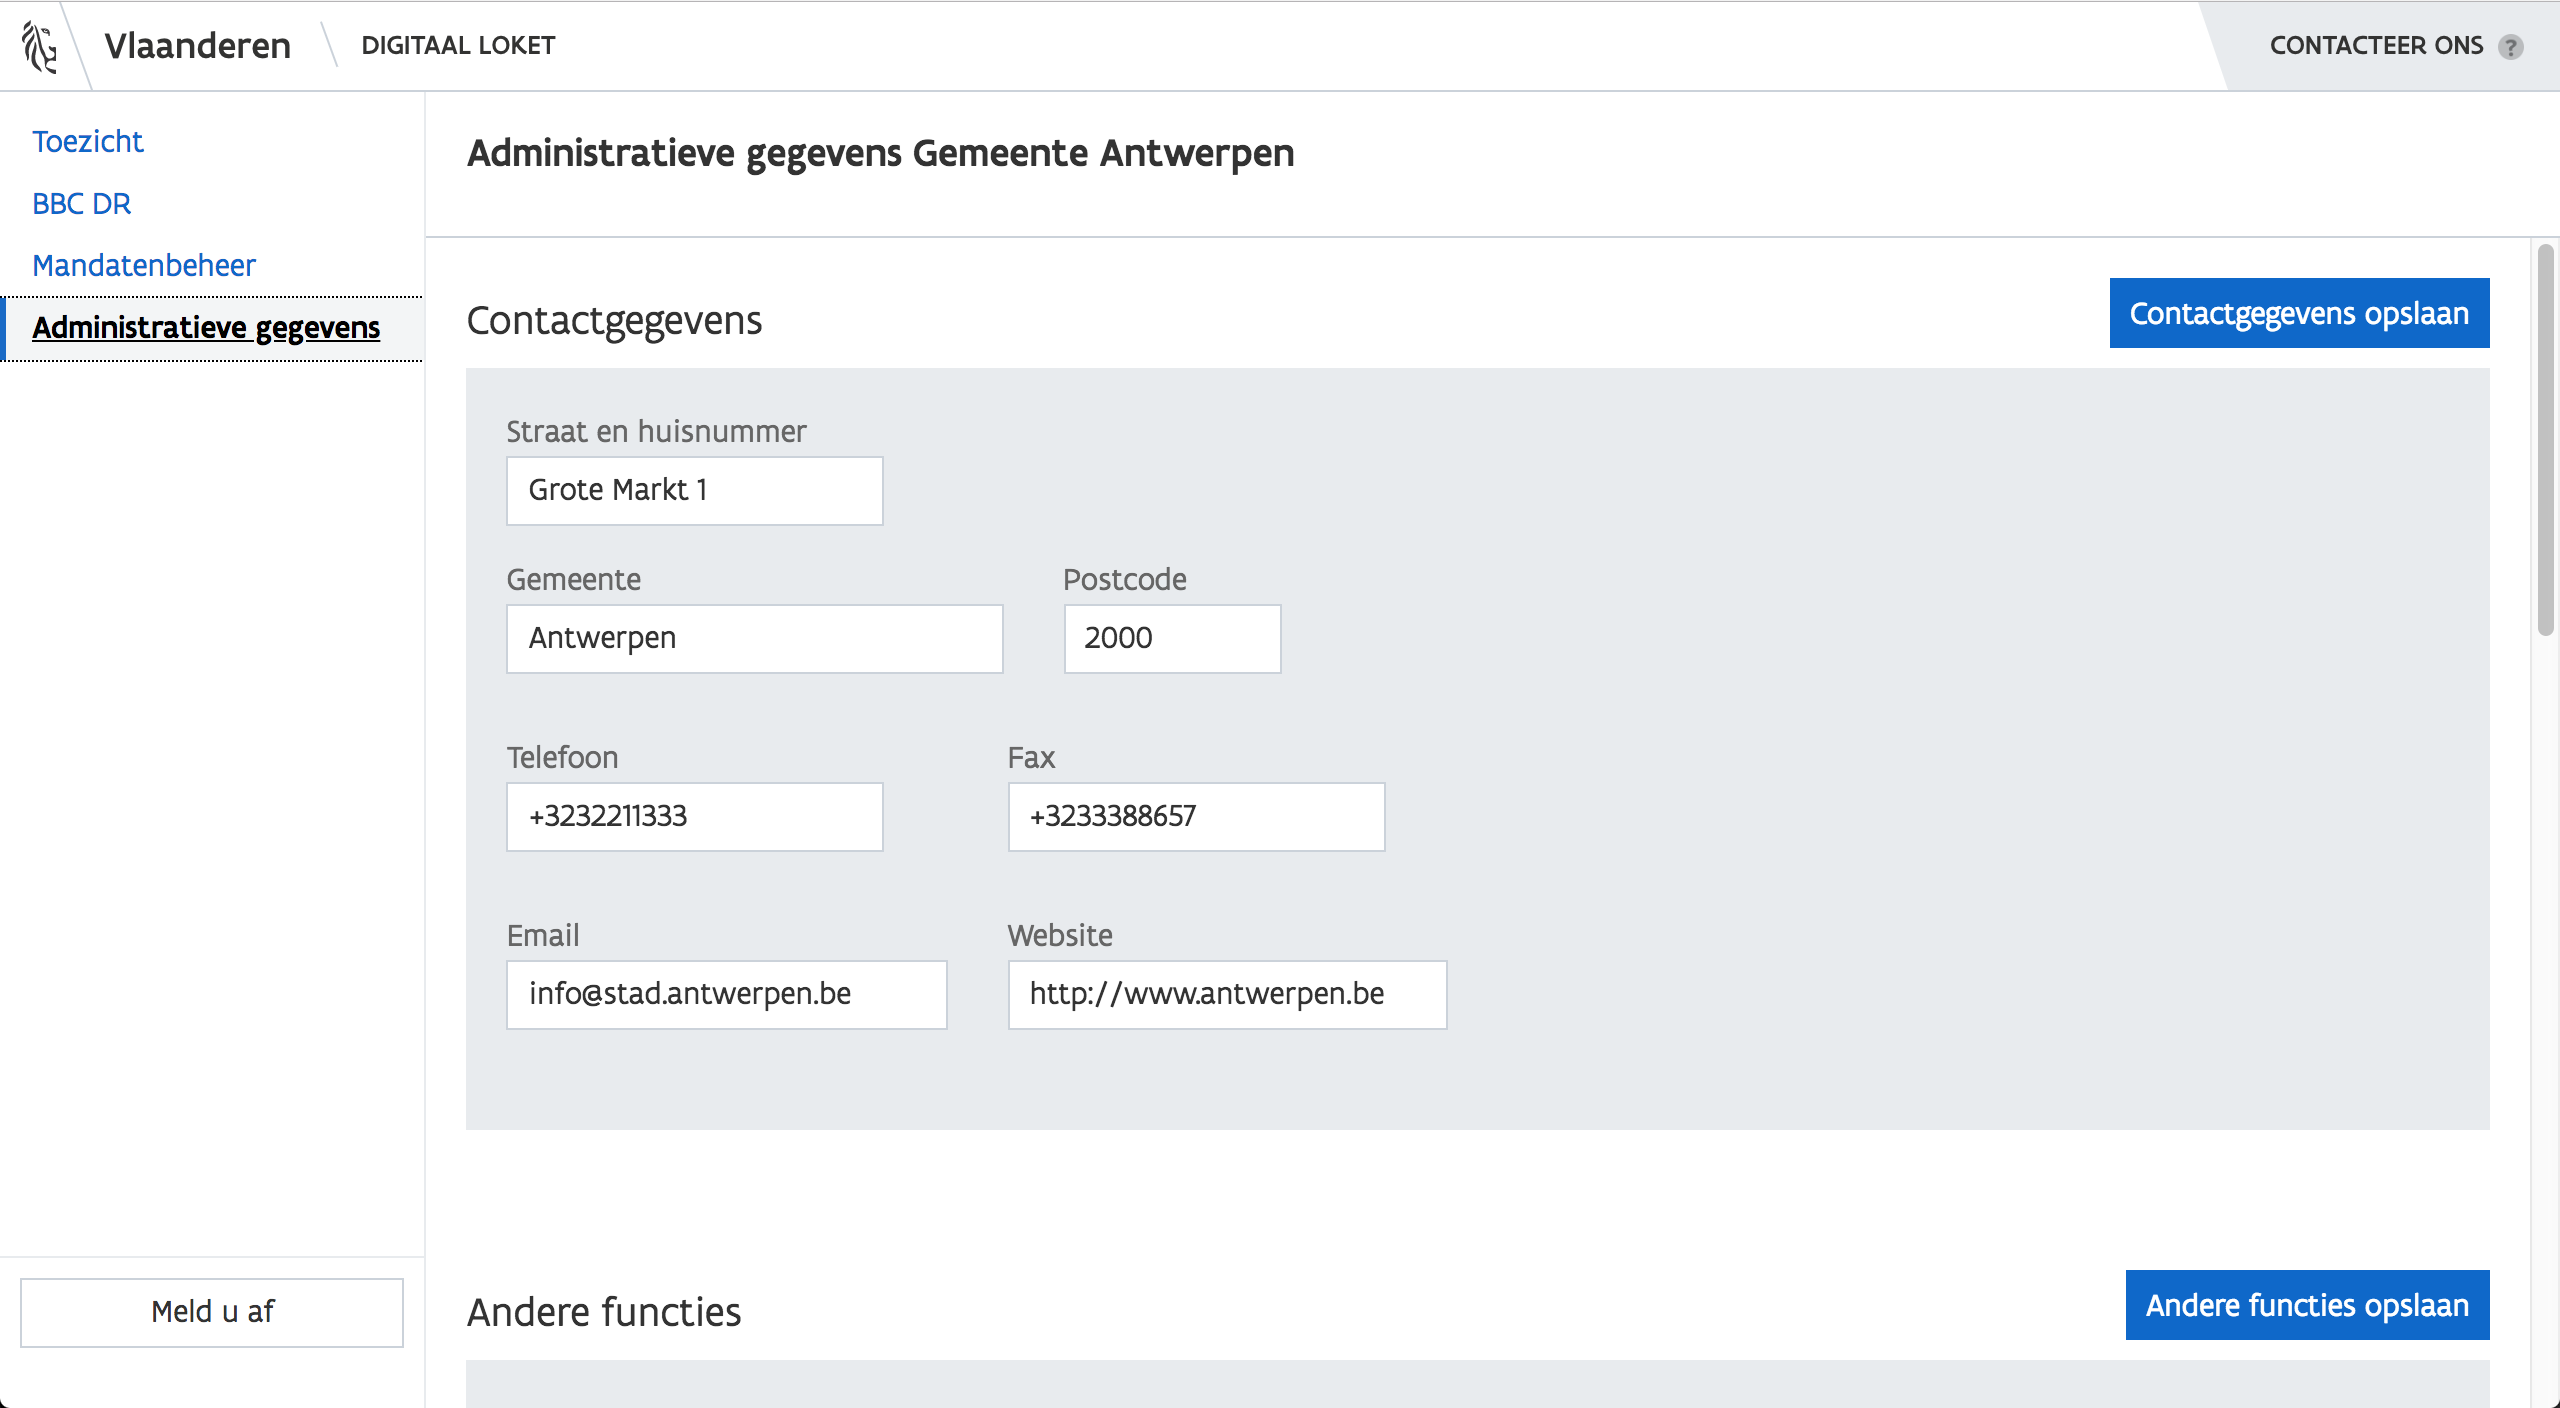 Vlaanderen
DIGITAAL LOKET
CONTACTEER ONS ?
Toezicht
BBC DR
Mandatenbeheer
Administratieve gegevens
Meld u af
Administratieve gegevens Gemeente Antwerpen
Contactgegevens
Contactgegevens opslaan
Straat en huisnummer
Grote Markt 1
Gemeente
Postcode
Antwerpen
2000
Telefoon
Fax
+3232211333
+3233388657
Email
Website
info@stad.antwerpen.be
http://www.antwerpen.be
Andere functies
Andere functies opslaan